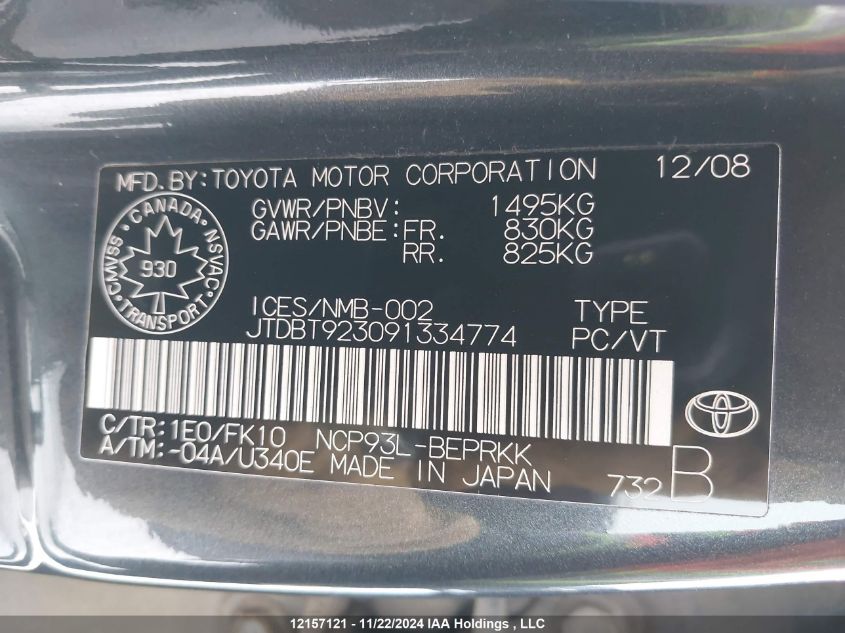 MFD. BY: TOYOTA MOTOR CORPORATION 12/08
GVWR/PNBV: 1495KG
GAWR/PNBE: FR. 830KG
RR. 825KG
CANADA
CMVSS 930 NSVAC
TRANSPORT
ICES/NMB-002 TYPE
JTDBT923091334774 PC/VT
C/TR: 1E0/FK10 NCP93L-BEPRKK
A/TM: -04A/U340E MADE IN JAPAN 732 B
12157121 - 11/22/2024 IAA Holdings , LLC